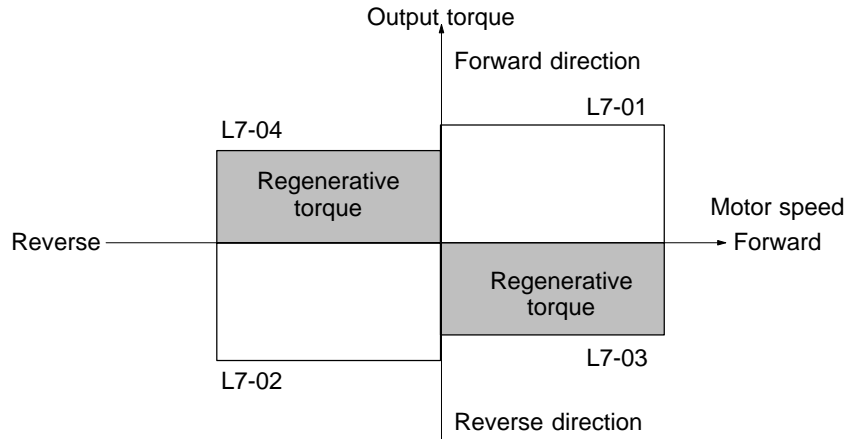 Output torque
Forward direction
L7-01
L7-04
Regenerative
torque
Motor speed
Reverse
Forward
Regenerative
torque
L7-03
L7-02
Reverse direction